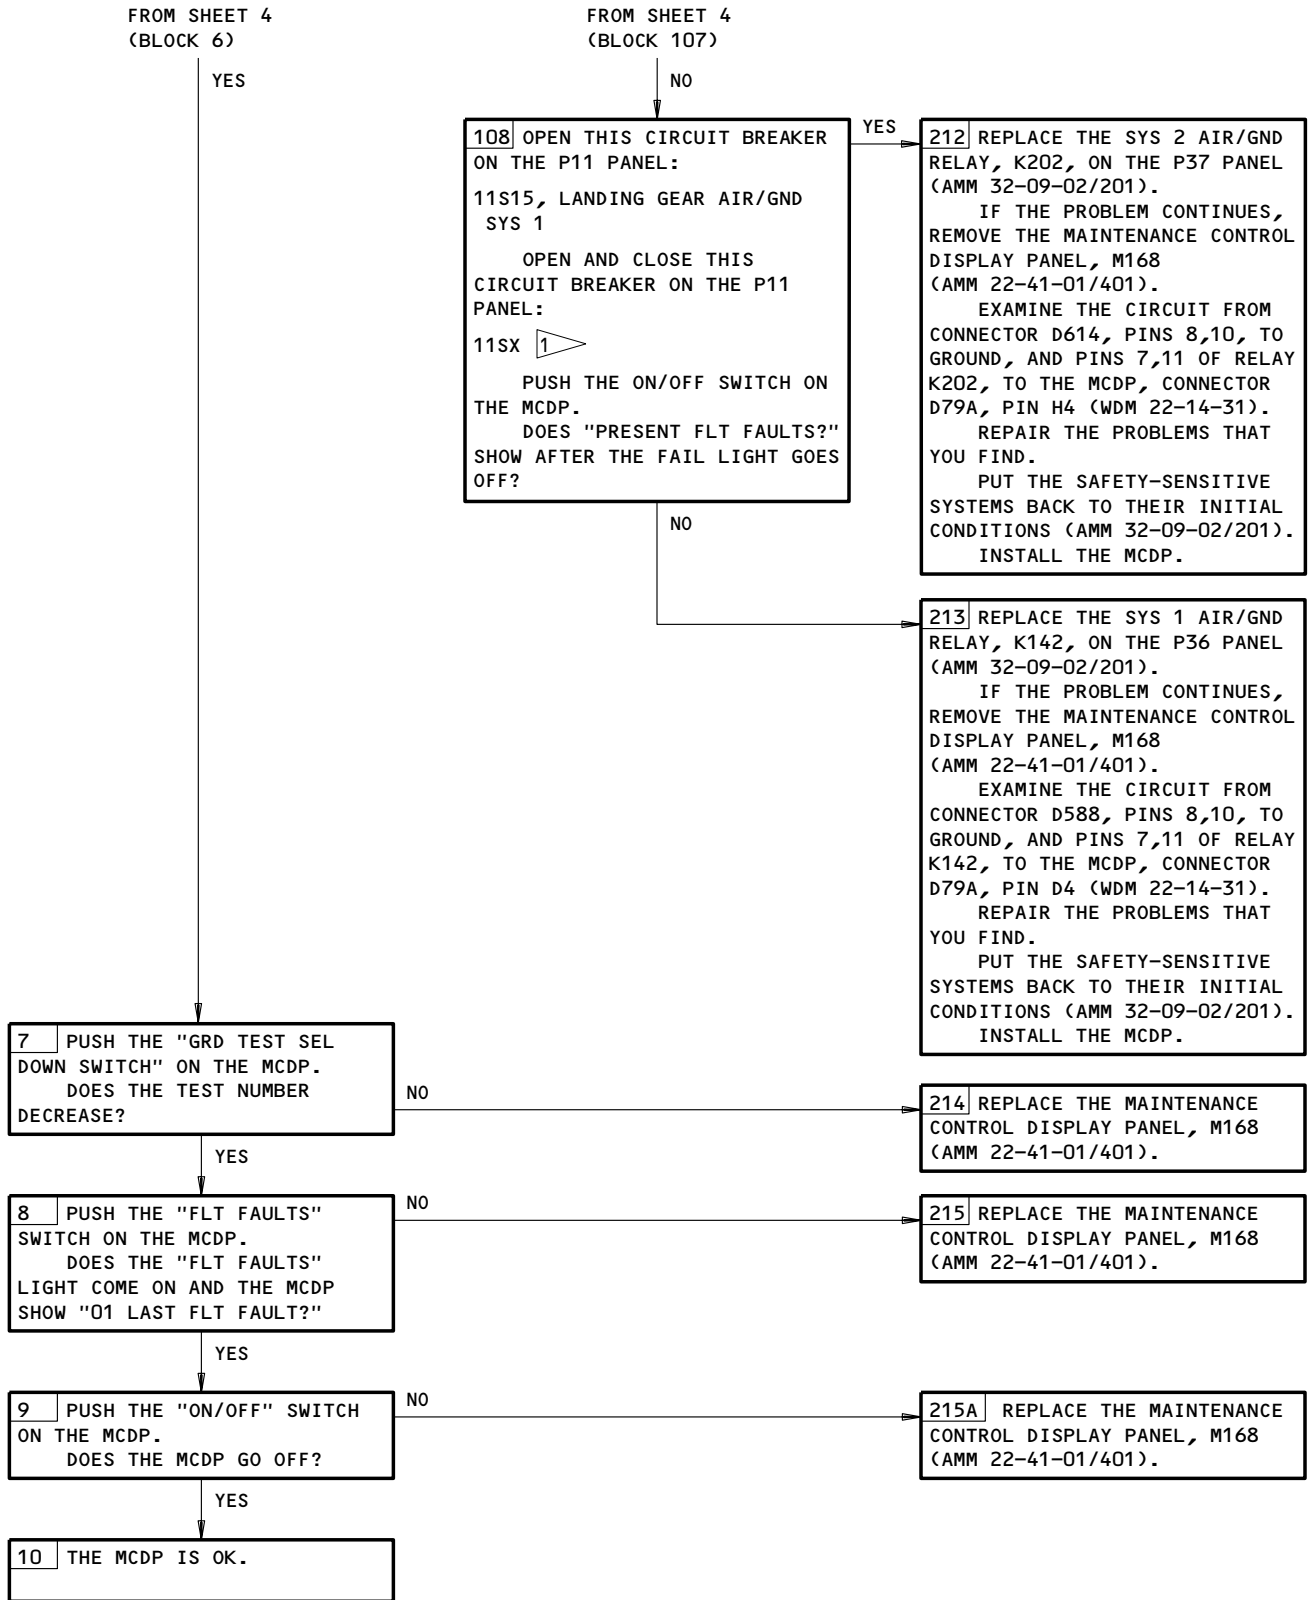 FROM SHEET 4
(BLOCK 6)
YES
FROM SHEET 4
(BLOCK 107)
NO
108 OPEN THIS CIRCUIT BREAKER
ON THE P11 PANEL:
11S15, LANDING GEAR AIR/GND
SYS 1
OPEN AND CLOSE THIS
CIRCUIT BREAKER ON THE P11
PANEL:
11SX 1
PUSH THE ON/OFF SWITCH ON
THE MCDP.
DOES "PRESENT FLT FAULTS?"
SHOW AFTER THE FAIL LIGHT GOES
OFF?
YES
NO
212 REPLACE THE SYS 2 AIR/GND
RELAY, K202, ON THE P37 PANEL
(AMM 32-09-02/201).
IF THE PROBLEM CONTINUES,
REMOVE THE MAINTENANCE CONTROL
DISPLAY PANEL, M168
(AMM 22-41-01/401).
EXAMINE THE CIRCUIT FROM
CONNECTOR D614, PINS 8,10, TO
GROUND, AND PINS 7,11 OF RELAY
K202, TO THE MCDP, CONNECTOR
D79A, PIN H4 (WDM 22-14-31).
REPAIR THE PROBLEMS THAT
YOU FIND.
PUT THE SAFETY-SENSITIVE
SYSTEMS BACK TO THEIR INITIAL
CONDITIONS (AMM 32-09-02/201).
INSTALL THE MCDP.
213 REPLACE THE SYS 1 AIR/GND
RELAY, K142, ON THE P36 PANEL
(AMM 32-09-02/201).
IF THE PROBLEM CONTINUES,
REMOVE THE MAINTENANCE CONTROL
DISPLAY PANEL, M168
(AMM 22-41-01/401).
EXAMINE THE CIRCUIT FROM
CONNECTOR D588, PINS 8,10, TO
GROUND, AND PINS 7,11 OF RELAY
K142, TO THE MCDP, CONNECTOR
D79A, PIN D4 (WDM 22-14-31).
REPAIR THE PROBLEMS THAT
YOU FIND.
PUT THE SAFETY-SENSITIVE
SYSTEMS BACK TO THEIR INITIAL
CONDITIONS (AMM 32-09-02/201).
INSTALL THE MCDP.
7 PUSH THE "GRD TEST SEL
DOWN SWITCH" ON THE MCDP.
DOES THE TEST NUMBER
DECREASE?
NO
YES
214 REPLACE THE MAINTENANCE
CONTROL DISPLAY PANEL, M168
(AMM 22-41-01/401).
8 PUSH THE "FLT FAULTS"
SWITCH ON THE MCDP.
DOES THE "FLT FAULTS"
LIGHT COME ON AND THE MCDP
SHOW "01 LAST FLT FAULT?"
NO
YES
215 REPLACE THE MAINTENANCE
CONTROL DISPLAY PANEL, M168
(AMM 22-41-01/401).
9 PUSH THE "ON/OFF" SWITCH
ON THE MCDP.
DOES THE MCDP GO OFF?
NO
YES
215A REPLACE THE MAINTENANCE
CONTROL DISPLAY PANEL, M168
(AMM 22-41-01/401).
10 THE MCDP IS OK.